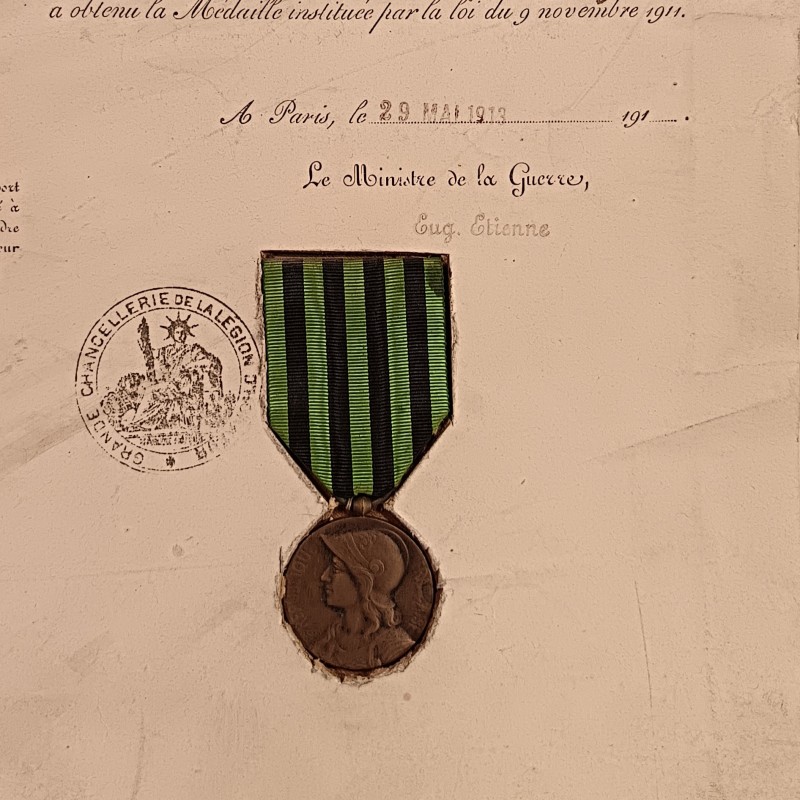 a obtenu la Médaille instituée par la loi du 9 novembre 1911.
A Paris, le 29 MAI 1913 191 .
Le Ministre de la Guerre,
Eug. Etienne
GRANDE CHANCELLERIE DE LA LÉGION